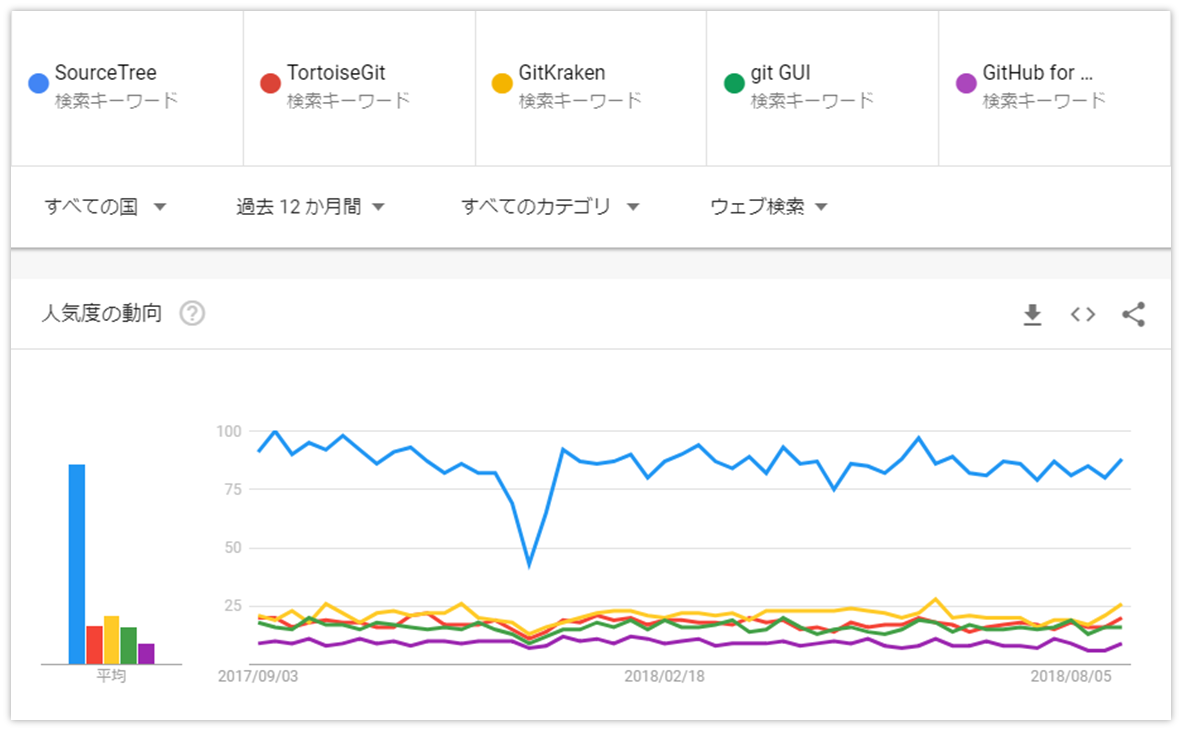 SourceTree
検索キーワード
TortoiseGit
検索キーワード
GitKraken
検索キーワード
git GUI
検索キーワード
GitHub for ...
検索キーワード
すべての国
過去 12 か月間
すべてのカテゴリ
ウェブ検索
人気度の動向
?
100
75
50
25
平均
2017/09/03
2018/02/18
2018/08/05